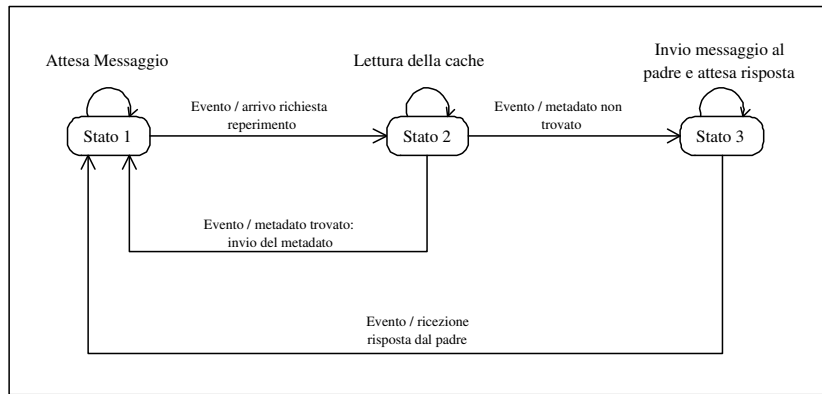 Attesa Messaggio
Lettura della cache
Invio messaggio al
padre e attesa risposta
Stato 1
Evento / arrivo richiesta
reperimento
Stato 2
Evento / metadato non
trovato
Stato 3
Evento / metadato trovato:
invio del metadato
Evento / ricezione
risposta dal padre